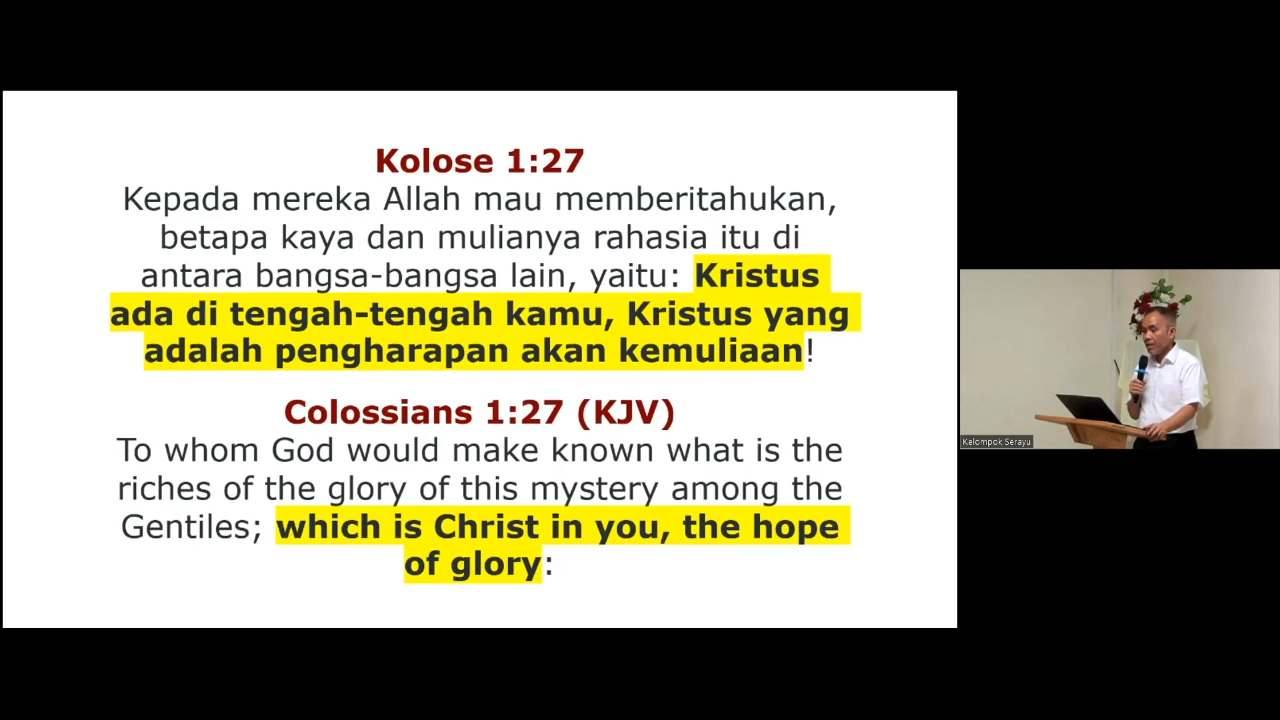 Kolose 1:27
Kepada mereka Allah mau memberitahukan,
betapa kaya dan mulianya rahasia itu di
antara bangsa-bangsa lain, yaitu: Kristus
ada di tengah-tengah kamu, Kristus yang
adalah pengharapan akan kemuliaan!
Colossians 1:27 (KJV)
To whom God would make known what is the
riches of the glory of this mystery among the
Gentiles; which is Christ in you, the hope
of glory:
Kelompok Serayu